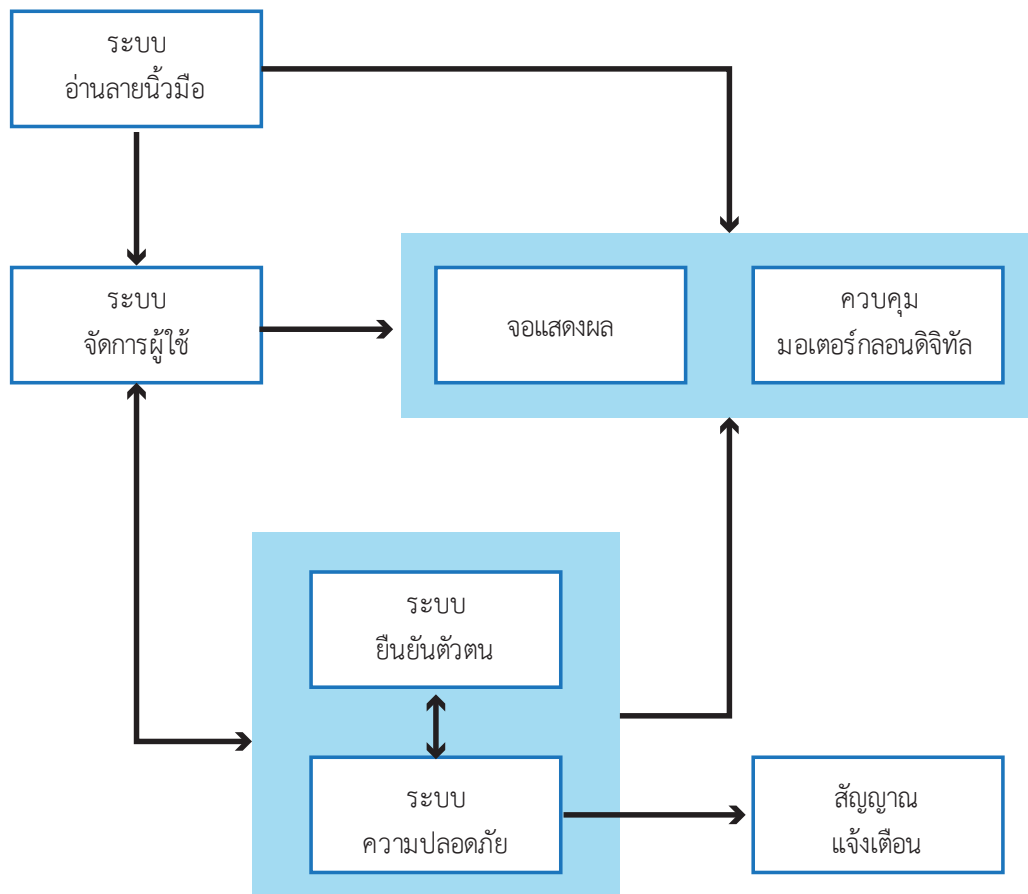 ระบบ
อ่านลายนิ้วมือ
ระบบ
จัดการผู้ใช้
จอแสดงผล
ควบคุม
มอเตอร์กลอนดิจิทัล
ระบบ
ยืนยันตัวตน
ระบบ
ความปลอดภัย
สัญญาณ
แจ้งเตือน